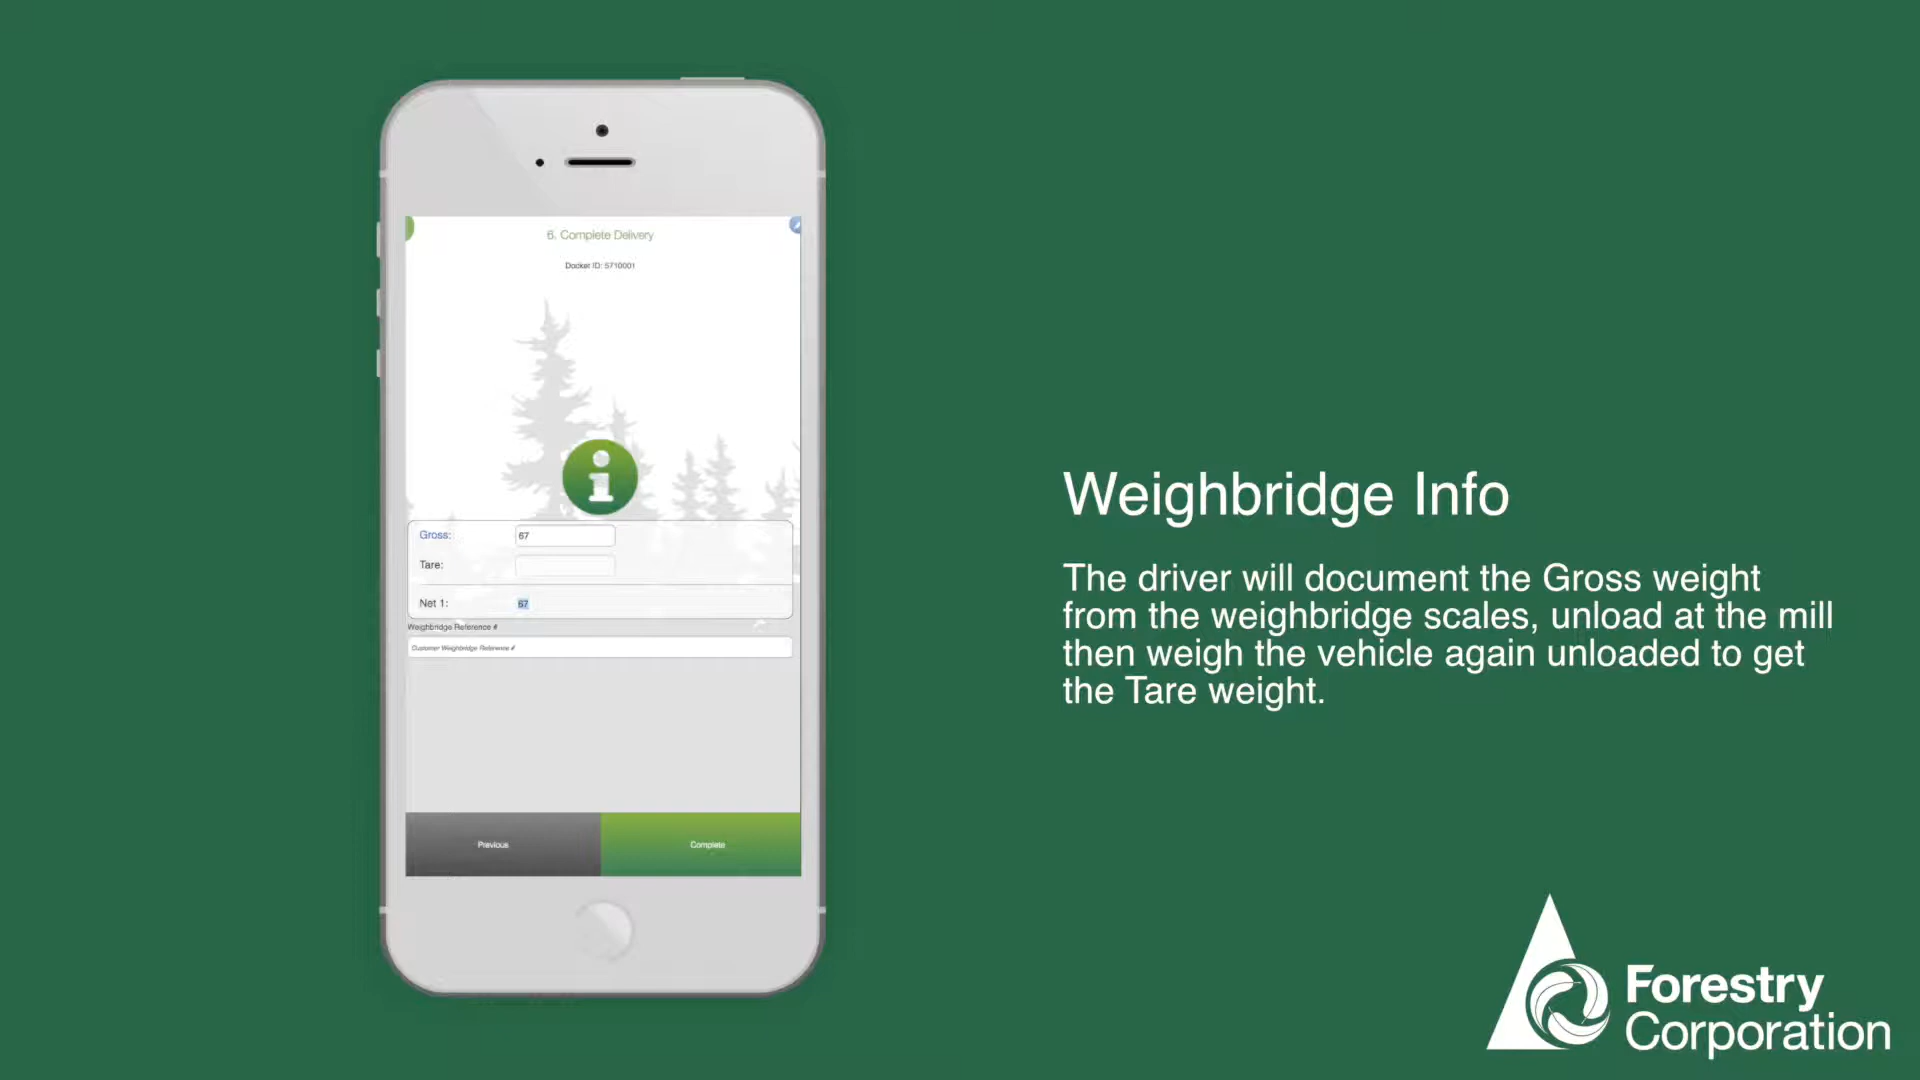 6. Complete Delivery
Docket ID: 5710001
Gross: 67
Tare:
Net 1: 67
Weighbridge Reference #
Customer Weighbridge Reference #
Previous
Complete
Weighbridge Info
The driver will document the Gross weight
from the weighbridge scales, unload at the mill
then weigh the vehicle again unloaded to get
the Tare weight.
Forestry
Corporation